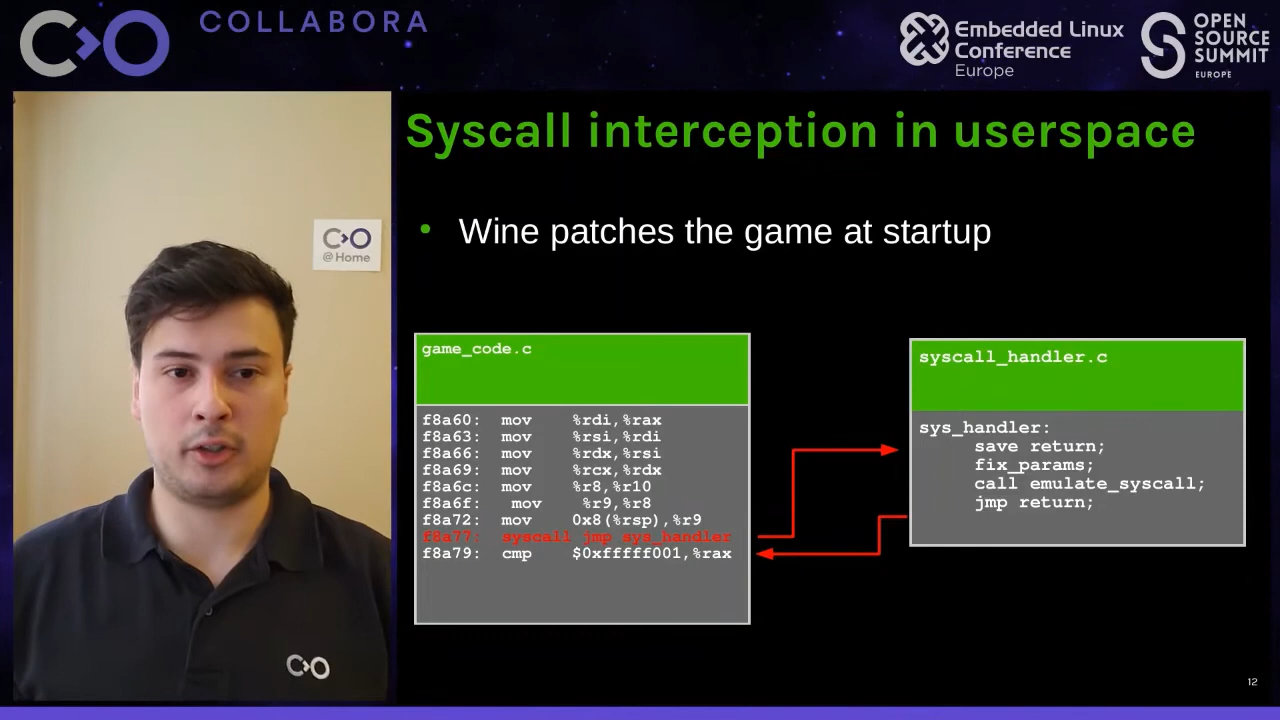 COLLABORA
Embedded Linux
Conference
Europe
OPEN
SOURCE
SUMMIT
EUROPE
Syscall interception in userspace
• Wine patches the game at startup
@Home
game_code.c
f8a60: mov %rdi,%rax
f8a63: mov %rsi,%rdi
f8a66: mov %rdx,%rsi
f8a69: mov %rcx,%rdx
f8a6c: mov %r8,%r10
f8a6f: mov %r9,%r8
f8a72: mov 0x8(%rsp),%r9
f8a77: syscall jmp sys_handler
f8a79: cmp $0xfffff001,%rax
syscall_handler.c
sys_handler:
save return;
fix_params;
call emulate_syscall;
jmp return;
12